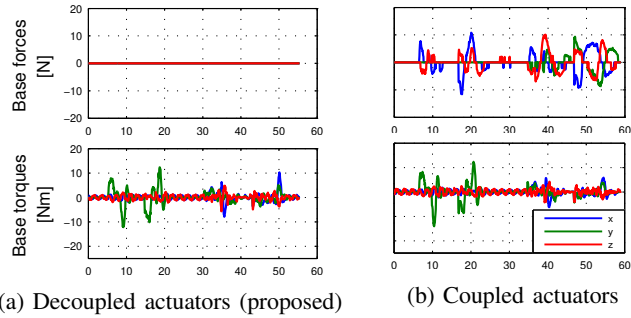 Base forces
[N]
20
10
0
−10
−20
0 10 20 30 40 50 60
0 10 20 30 40 50 60
Base torques
[Nm]
20
10
0
−10
−20
0 10 20 30 40 50 60
0 10 20 30 40 50 60
x
y
z
(a) Decoupled actuators (proposed)
(b) Coupled actuators